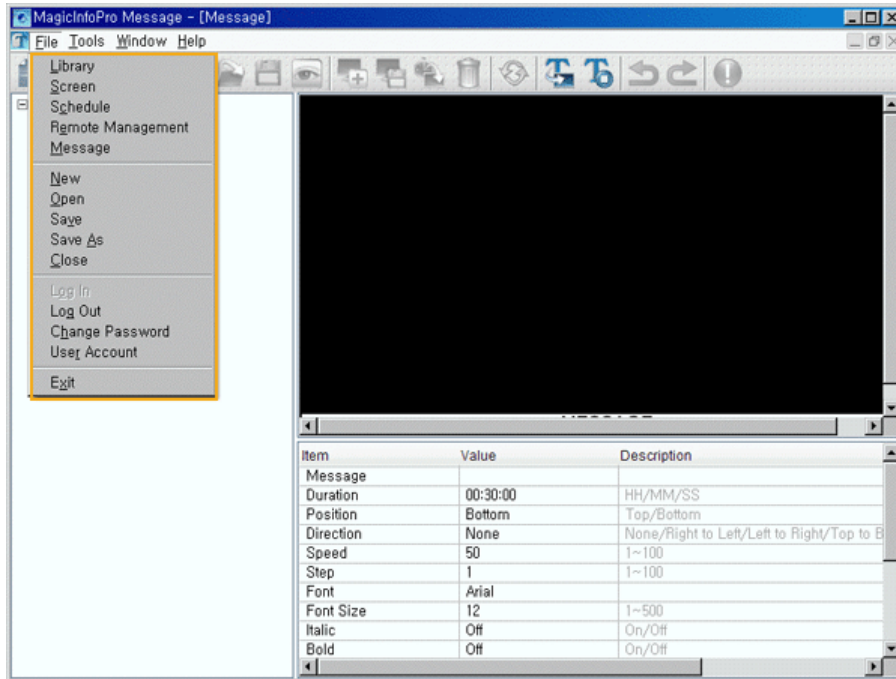 MagicInfoPro Message - [Message]
File Tools Window Help
Library
Screen
Schedule
Remote Management
Message
New
Open
Save
Save As
Close
Log In
Log Out
Change Password
User Account
Exit
Item Value Description
Message
Duration 00:30:00 HH/MM/SS
Position Bottom Top/Bottom
Direction None None/Right to Left/Left to Right/Top to B
Speed 50 1~100
Step 1 1~100
Font Arial
Font Size 12 1~500
Italic Off On/Off
Bold Off On/Off